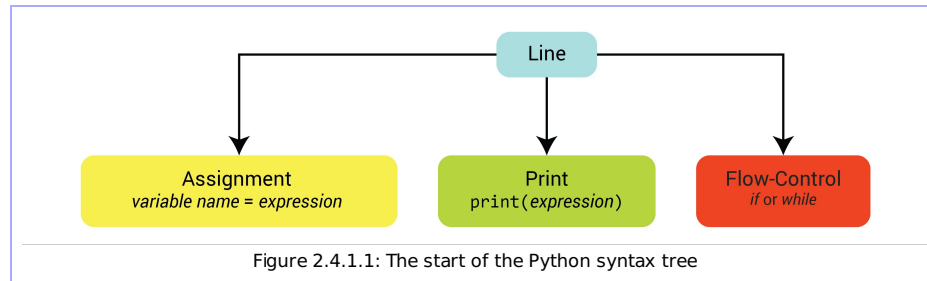 Line
Assignment
variable name = expression
Print
print(expression)
Flow-Control
if or while
Figure 2.4.1.1: The start of the Python syntax tree